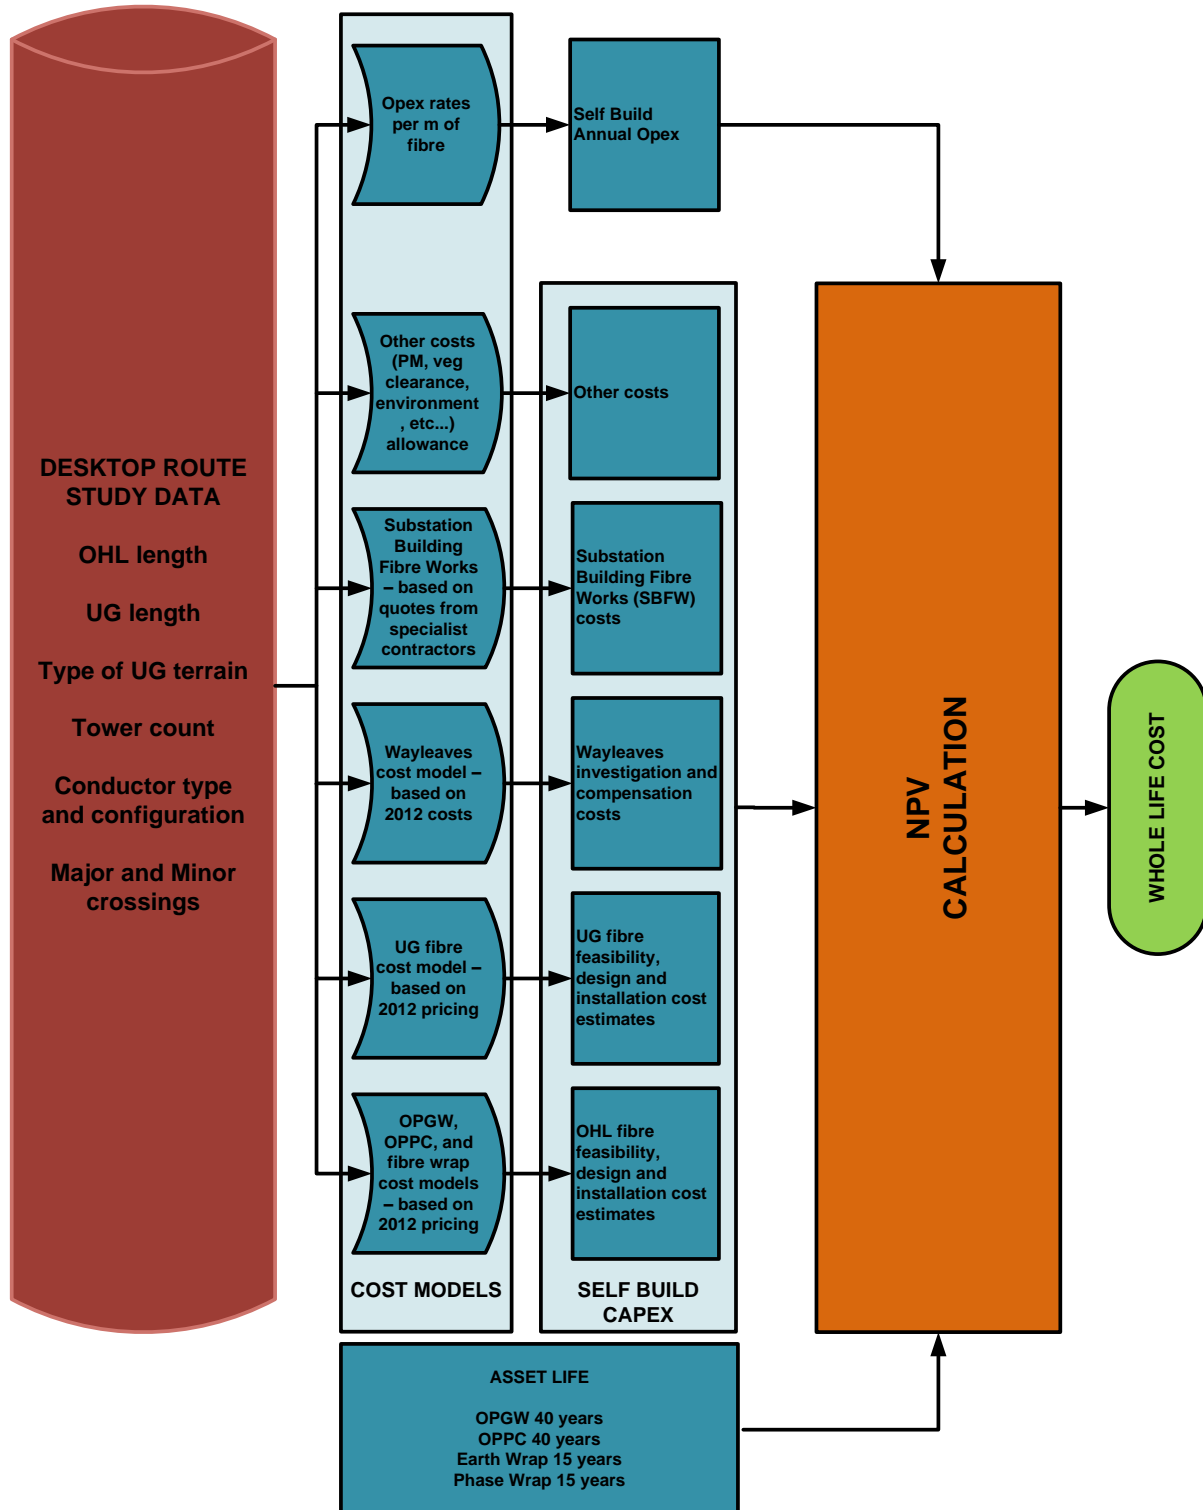 DESKTOP ROUTE
STUDY DATA
OHL length
UG length
Type of UG terrain
Tower count
Conductor type
and configuration
Major and Minor
crossings
Opex rates
per m of
fibre
Other costs
(PM, veg
clearance,
environment
, etc...)
allowance
Substation
Building
Fibre Works
– based on
quotes from
specialist
contractors
Wayleaves
cost model –
based on
2012 costs
UG fibre
cost model –
based on
2012 pricing
OPGW,
OPPC, and
fibre wrap
cost models
– based on
2012 pricing
COST MODELS
Self Build
Annual Opex
Other costs
Substation
Building Fibre
Works (SBFW)
costs
Wayleaves
investigation and
compensation
costs
UG fibre
feasibility,
design and
installation cost
estimates
OHL fibre
feasibility,
design and
installation cost
estimates
SELF BUILD
CAPEX
ASSET LIFE
OPGW 40 years
OPPC 40 years
Earth Wrap 15 years
Phase Wrap 15 years
NPV
CALCULATION
WHOLE LIFE COST